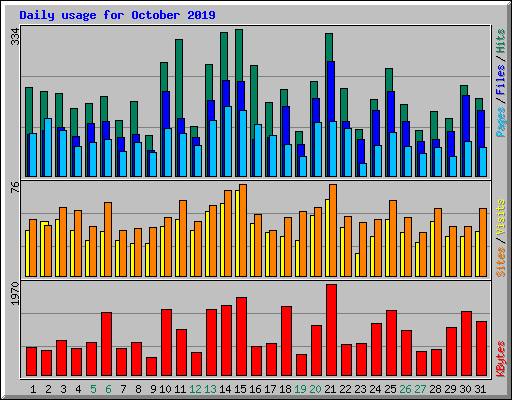 Daily usage for October 2019
334
Pages / Files / Hits
76
Sites / Visits
1970
KBytes
1 2 3 4 5 6 7 8 9 10 11 12 13 14 15 16 17 18 19 20 21 22 23 24 25 26 27 28 29 30 31